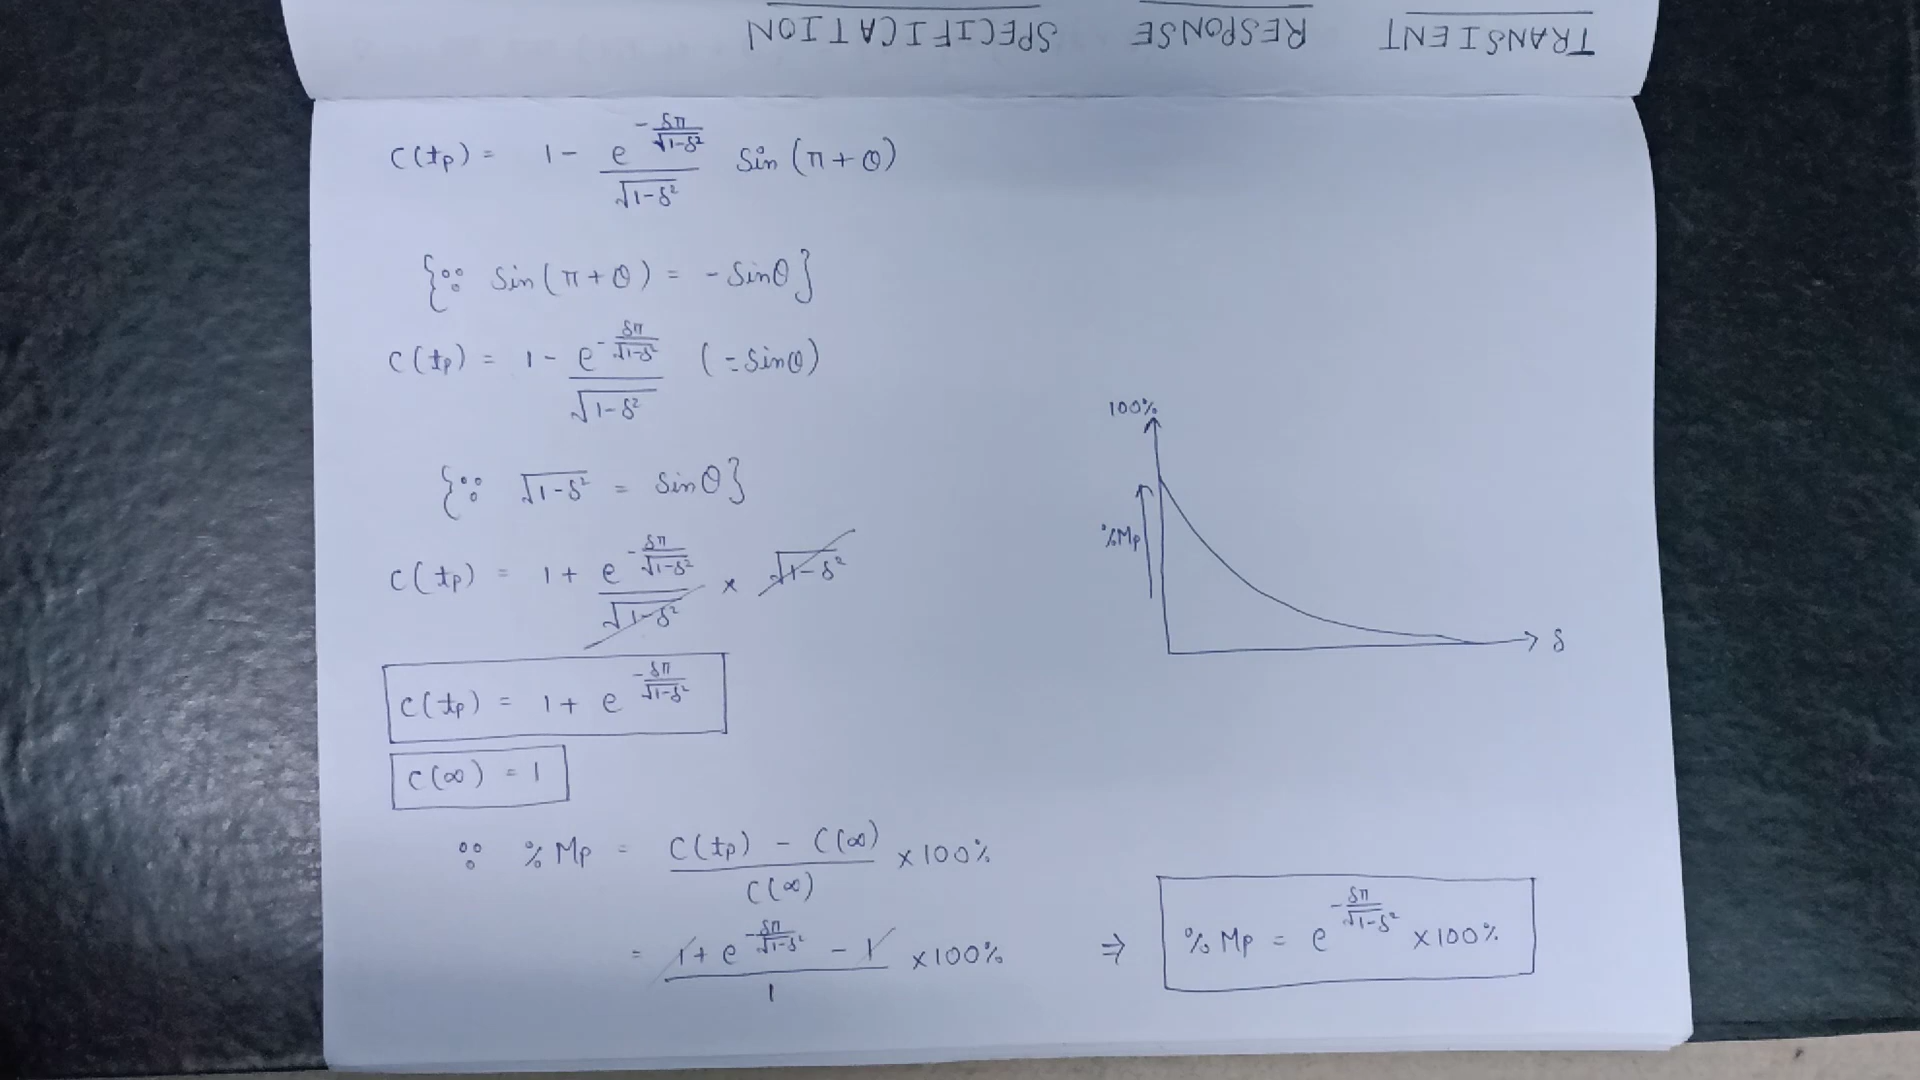 TRANSIENT RESPONSE SPECIFICATION
C(tp) = 1 - e^(-δπ/√(1-δ²)) / √(1-δ²) Sin (π + θ)
{∵ Sin (π + θ) = - Sinθ}
C(tp) = 1 - e^(-δπ/√(1-δ²)) / √(1-δ²) (-Sinθ)
{∵ √(1-δ²) = Sinθ}
C(tp) = 1 + e^(-δπ/√(1-δ²)) / √(1-δ²) × √(1-δ²)
C(tp) = 1 + e^(-δπ/√(1-δ²))
C(∞) = 1
∵ % Mp = C(tp) - C(∞) / C(∞) × 100%
= 1 + e^(-δπ/√(1-δ²)) - 1 / 1 × 100%
⇒ % Mp = e^(-δπ/√(1-δ²)) × 100%
100%
%Mp
δ